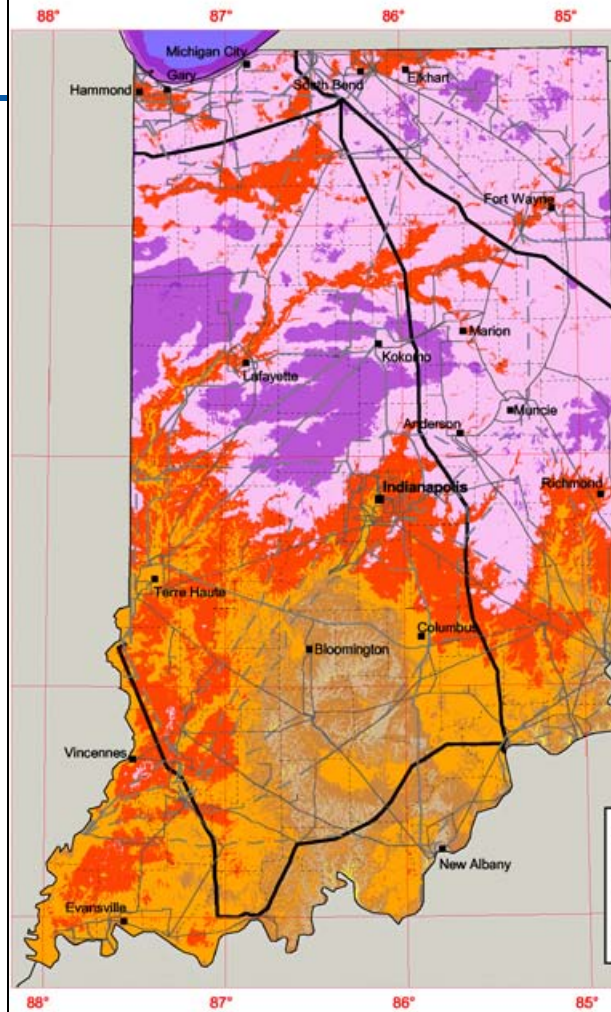 88° 87° 86° 85°
Michigan City
South Bend
Elkhart
Gary
Hammond
Fort Wayne
Marion
Kokomo
Lafayette
Muncie
Anderson
Indianapolis
Richmond
Terre Haute
Columbus
Bloomington
Vincennes
New Albany
Evansville
88° 87° 86° 85°